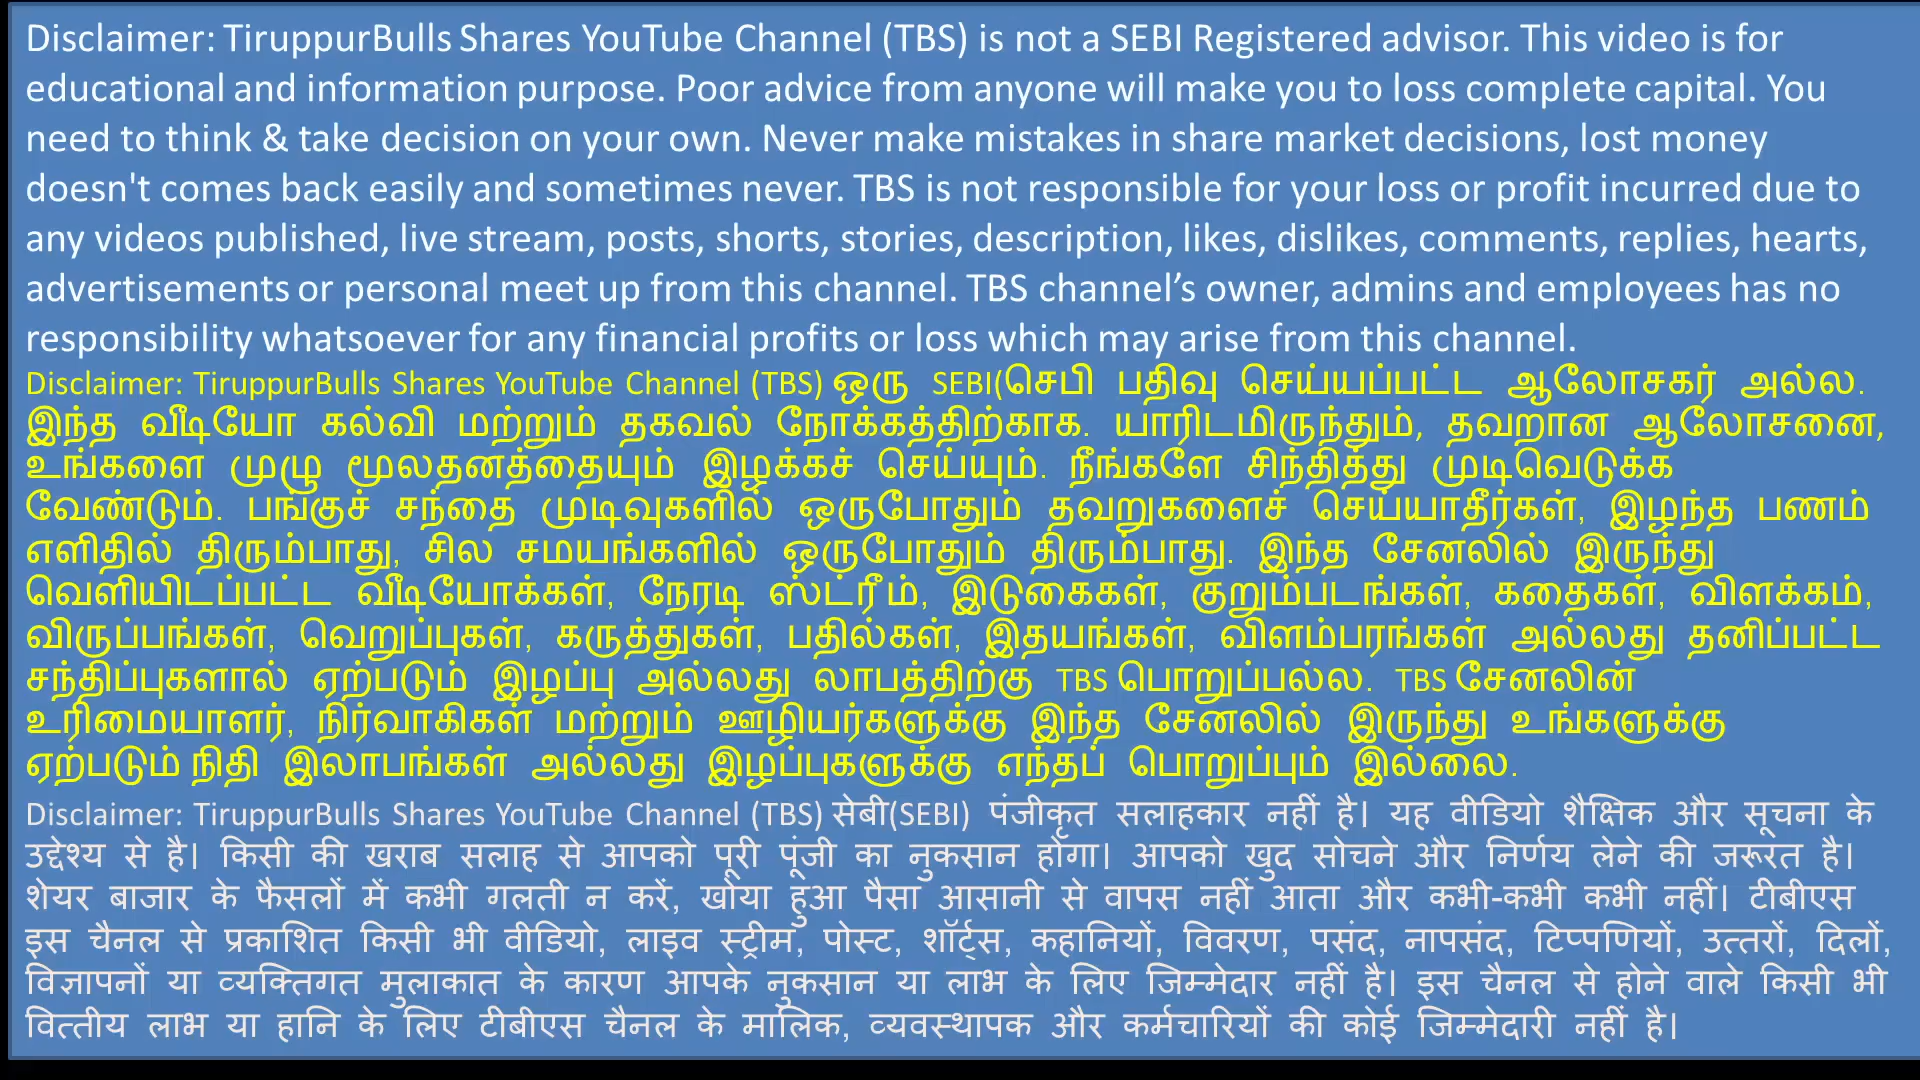 Disclaimer: TiruppurBulls Shares YouTube Channel (TBS) is not a SEBI Registered advisor. This video is for
educational and information purpose. Poor advice from anyone will make you to loss complete capital. You
need to think & take decision on your own. Never make mistakes in share market decisions, lost money
doesn't comes back easily and sometimes never. TBS is not responsible for your loss or profit incurred due to
any videos published, live stream, posts, shorts, stories, description, likes, dislikes, comments, replies, hearts,
advertisements or personal meet up from this channel. TBS channel’s owner, admins and employees has no
responsibility whatsoever for any financial profits or loss which may arise from this channel.
Disclaimer: TiruppurBulls Shares YouTube Channel (TBS) ஒரு SEBI(செபி பதிவு செய்யப்பட்ட ஆலோசகர் அல்ல.
இந்த வீடியோ கல்வி மற்றும் தகவல் நோக்கத்திற்காக. யாரிடமிருந்தும், தவறான ஆலோசனை,
உங்களை முழு மூலதனத்தையும் இழக்கச் செய்யும். நீங்களே சிந்தித்து முடிவெடுக்க
வேண்டும். பங்குச் சந்தை முடிவுகளில் ஒருபோதும் தவறுகளைச் செய்யாதீர்கள், இழந்த பணம்
எளிதில் திரும்பாது, சில சமயங்களில் ஒருபோதும் திரும்பாது. இந்த சேனலில் இருந்து
வெளியிடப்பட்ட வீடியோக்கள், நேரடி ஸ்ட்ரீம், இடுகைகள், குறும்படங்கள், கதைகள், விளக்கம்,
விருப்பங்கள், வெறுப்புகள், கருத்துகள், பதில்கள், இதயங்கள், விளம்பரங்கள் அல்லது தனிப்பட்ட
சந்திப்புகளால் ஏற்படும் இழப்பு அல்லது லாபத்திற்கு TBS பொறுப்பல்ல. TBS சேனலின்
உரிமையாளர், நிர்வாகிகள் மற்றும் ஊழியர்களுக்கு இந்த சேனலில் இருந்து உங்களுக்கு
ஏற்படும் நிதி இலாபங்கள் அல்லது இழப்புகளுக்கு எந்தப் பொறுப்பும் இல்லை.
Disclaimer: TiruppurBulls Shares YouTube Channel (TBS) सेबी(SEBI) पंजीकृत सलाहकार नहीं है। यह वीडियो शैक्षिक और सूचना के
उद्देश्य से है। किसी की खराब सलाह से आपको पूरी पूंजी का नुकसान होगा। आपको खुद सोचने और निर्णय लेने की जरूरत है।
शेयर बाजार के फैसलों में कभी गलती न करें, खोया हुआ पैसा आसानी से वापस नहीं आता और कभी-कभी कभी नहीं। टीबीएस
इस चैनल से प्रकाशित किसी भी वीडियो, लाइव स्ट्रीम, पोस्ट, शॉर्ट्स, कहानियों, विवरण, पसंद, नापसंद, टिप्पणियों, उत्तरों, दिलों,
विज्ञापनों या व्यक्तिगत मुलाकात के कारण आपके नुकसान या लाभ के लिए जिम्मेदार नहीं है। इस चैनल से होने वाले किसी भी
वित्तीय लाभ या हानि के लिए टीबीएस चैनल के मालिक, व्यवस्थापक और कर्मचारियों की कोई जिम्मेदारी नहीं है।